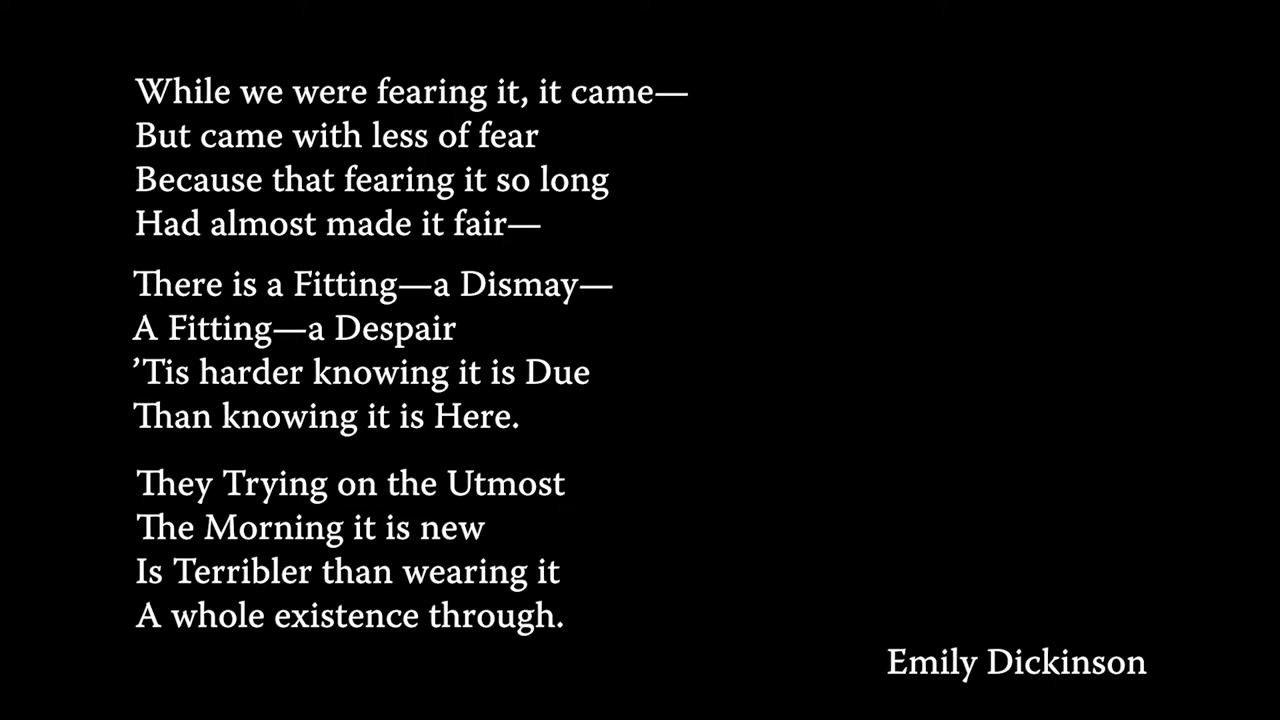 While we were fearing it, it came—
But came with less of fear
Because that fearing it so long
Had almost made it fair—
There is a Fitting—a Dismay—
A Fitting—a Despair
’Tis harder knowing it is Due
Than knowing it is Here.
They Trying on the Utmost
The Morning it is new
Is Terribler than wearing it
A whole existence through.
Emily Dickinson